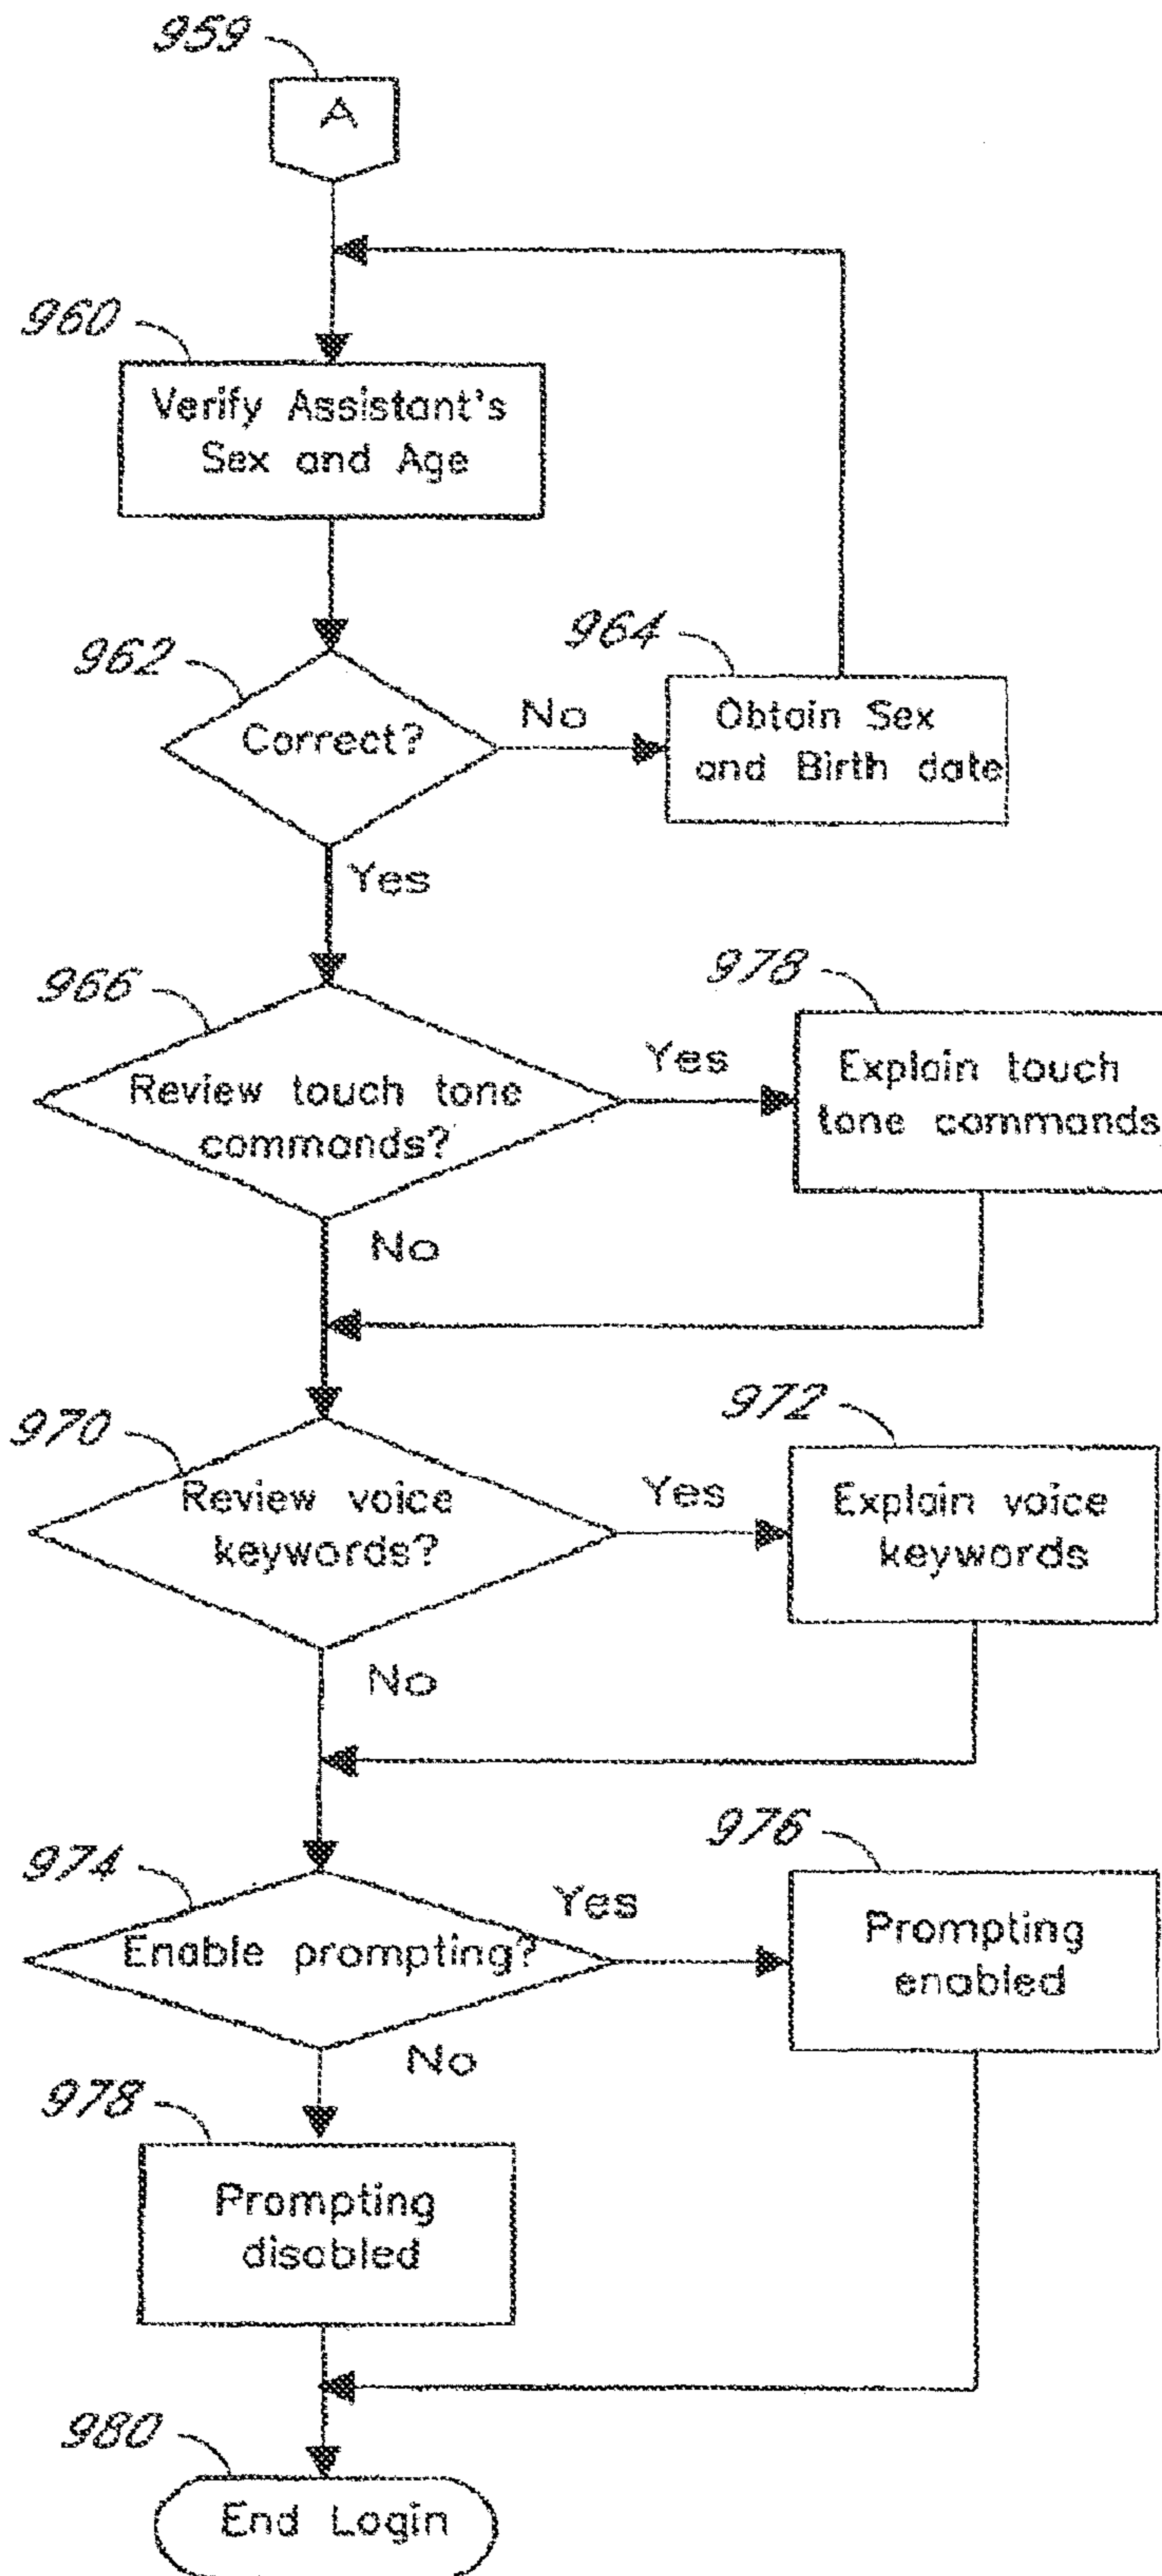 959
A
960
Verify Assistant's
Sex and Age
962
Correct?
No
964
Obtain Sex
and Birth date
Yes
966
Review touch tone
commands?
Yes
978
Explain touch
tone commands
No
970
Review voice
keywords?
Yes
972
Explain voice
keywords
No
974
Enable prompting?
Yes
976
Prompting
enabled
No
978
Prompting
disabled
980
End Login